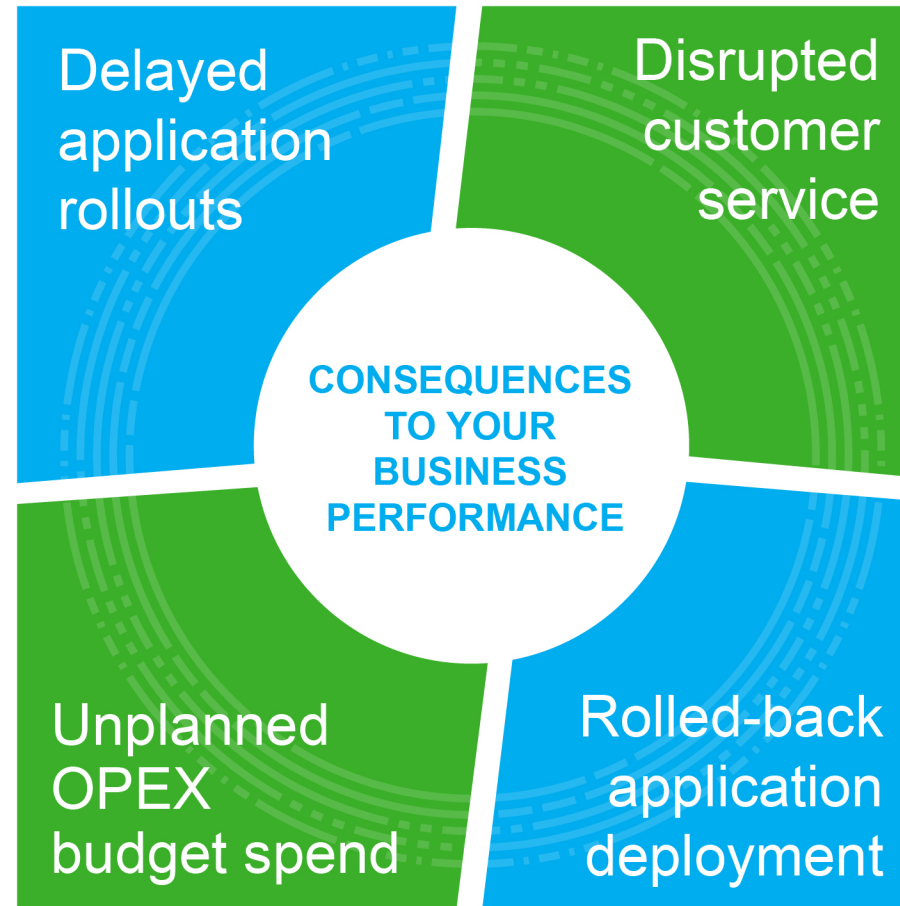 Delayed
application
rollouts
Disrupted
customer
service
CONSEQUENCES
TO YOUR
BUSINESS
PERFORMANCE
Unplanned
OPEX
budget spend
Rolled-back
application
deployment